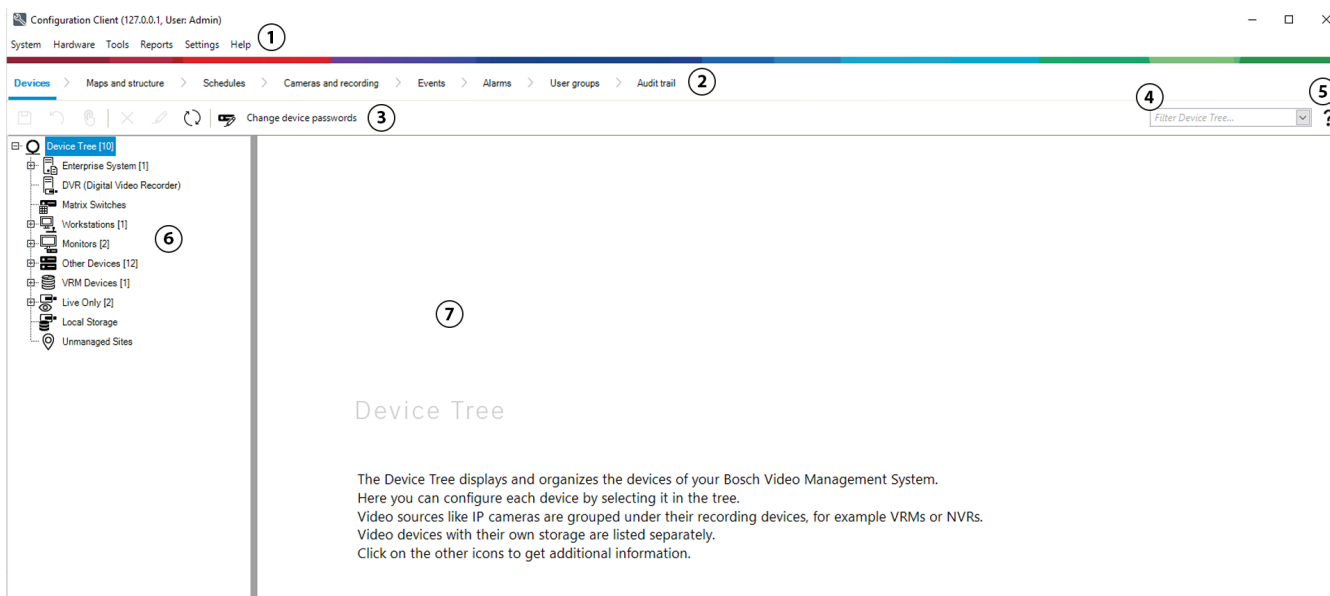 Configuration Client (127.0.0.1, User: Admin)
System Hardware Tools Reports Settings Help 1
Devices > Maps and structure > Schedules > Cameras and recording > Events > Alarms > User groups > Audit trail 2
Change device passwords 3
4
Filter Device Tree...
5
?
Device Tree [10]
Enterprise System [1]
DVR (Digital Video Recorder)
Matrix Switches
Workstations [1]
Monitors [2]
Other Devices [12]
VRM Devices [1]
Live Only [2]
Local Storage
Unmanaged Sites
6
7
Device Tree
The Device Tree displays and organizes the devices of your Bosch Video Management System.
Here you can configure each device by selecting it in the tree.
Video sources like IP cameras are grouped under their recording devices, for example VRMs or NVRs.
Video devices with their own storage are listed separately.
Click on the other icons to get additional information.